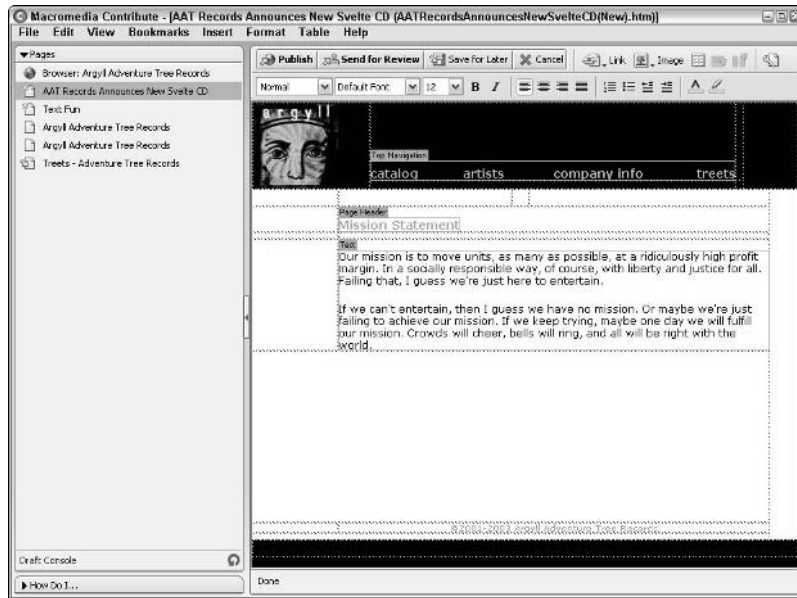 Macromedia Contribute - [AAT Records Announces New Svelte CD (AATRecordsAnnouncesNewSvelteCD(New).htm)]
File Edit View Bookmarks Insert Format Table Help
Pages
Browser: Argyll Adventure Tree Records
AAT Records Announces New Svelte CD
Text Fun
Argyll Adventure Tree Records
Argyll Adventure Tree Records
Treets - Adventure Tree Records
Draft Console
How Do I...
Publish Send for Review Save for Later Cancel Link Image
Normal Default Font 12 B I
argyll
Top Navigation
catalog artists company info treets
Page Header
Mission Statement
Text
Our mission is to move units, as many as possible, at a ridiculously high profit
margin. In a socially responsible way, of course, with liberty and justice for all.
Failing that, I guess we're just here to entertain.
If we can't entertain, then I guess we have no mission. Or maybe we're just
failing to achieve our mission. If we keep trying, maybe one day we will fulfill
our mission. Crowds will cheer, bells will ring, and all will be right with the
world.
©2001-2003 Argyll Adventure Tree Records
Done